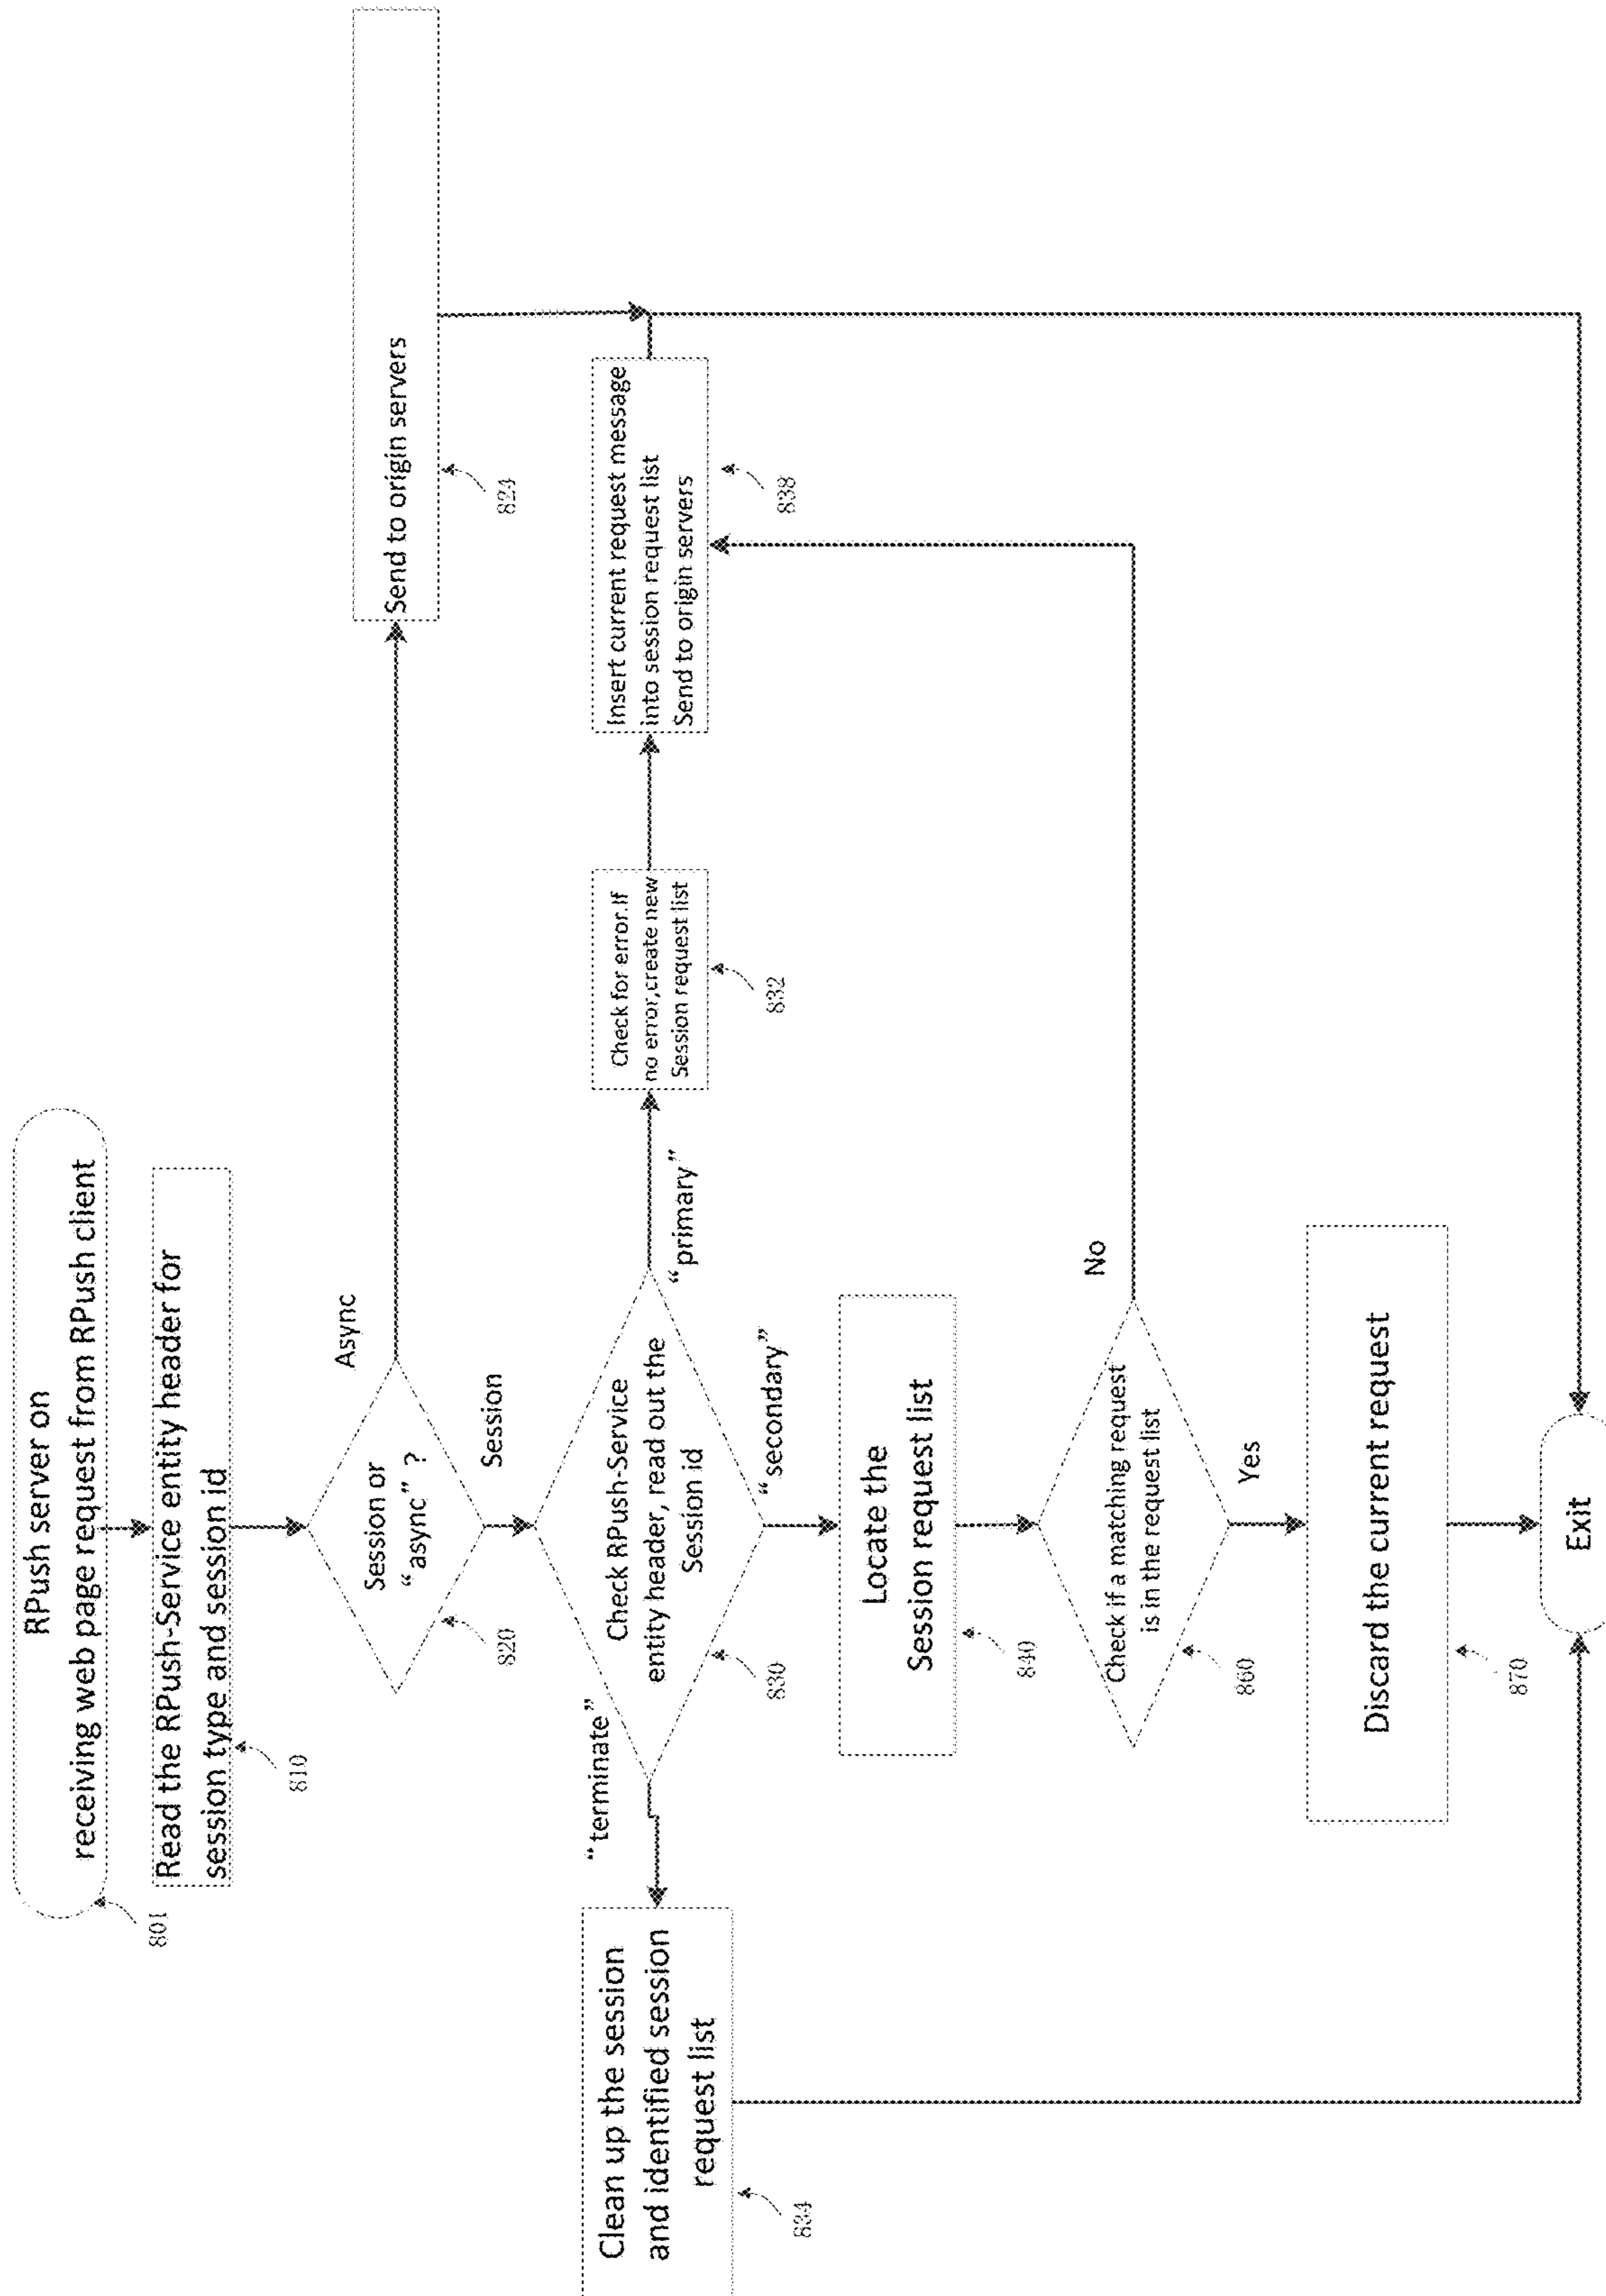 RPush server on
receiving web page request from RPush client
801
Read the RPush-Service entity header for
session type and session id
810
Session or
“async” ?
820
Async
Send to origin servers
824
Session
Check RPush-Service
entity header, read out the
Session id
830
“terminate”
Clean up the session
and identified session
request list
834
“primary”
Check for error.If
no error,create new
Session request list
832
Insert current request message
into session request list
Send to origin servers
838
“secondary”
Locate the
Session request list
840
Check if a matching request
is in the request list
860
No
Yes
Discard the current request
870
Exit